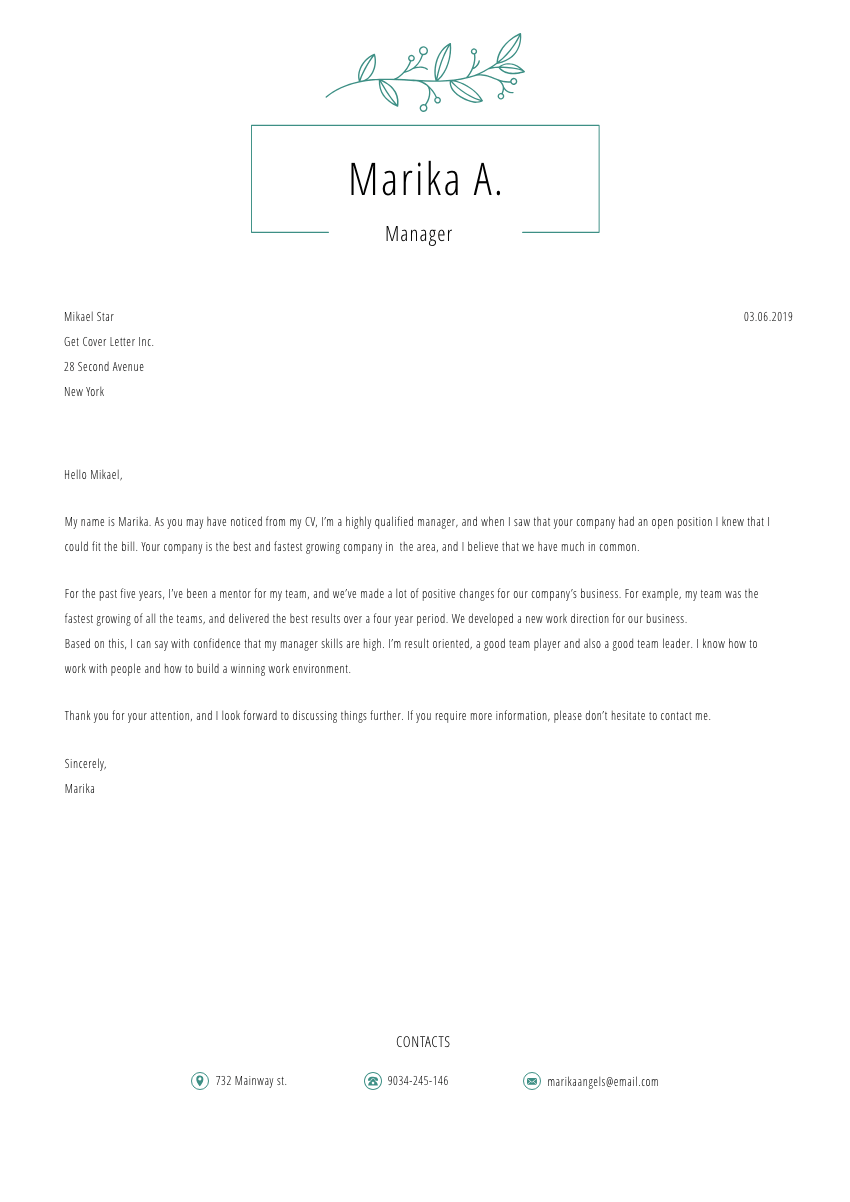 Marika A.
Manager
Mikael Star
03.06.2019
Get Cover Letter Inc.
28 Second Avenue
New York
Hello Mikael,
My name is Marika. As you may have noticed from my CV, I’m a highly qualified manager, and when I saw that your company had an open position I knew that I
could fit the bill. Your company is the best and fastest growing company in  the area, and I believe that we have much in common.
For the past five years, I’ve been a mentor for my team, and we’ve made a lot of positive changes for our company’s business. For example, my team was the
fastest growing of all the teams, and delivered the best results over a four year period. We developed a new work direction for our business.
Based on this, I can say with confidence that my manager skills are high. I’m result oriented, a good team player and also a good team leader. I know how to
work with people and how to build a winning work environment.
Thank you for your attention, and I look forward to discussing things further. If you require more information, please don’t hesitate to contact me.
Sincerely,
Marika
CONTACTS
732 Mainway st.
9034-245-146
marikaangels@email.com